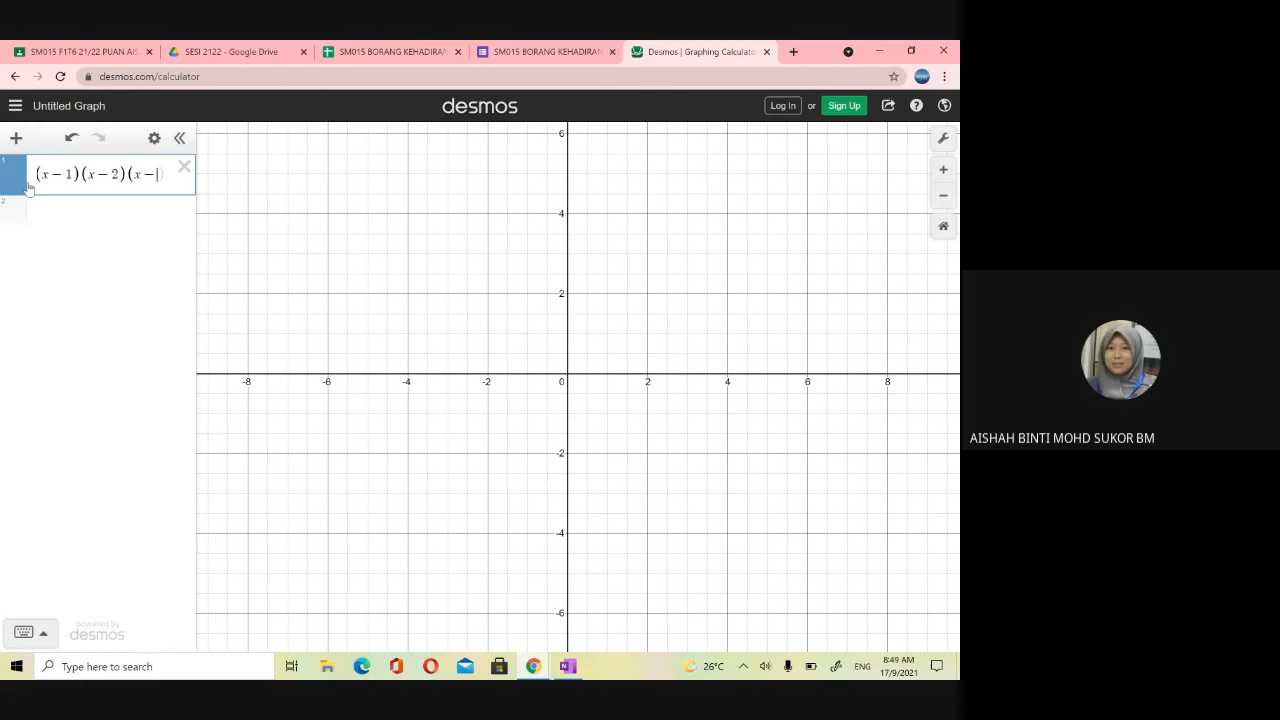 SM015 F1T6 21/22 PUAN AIS
SESI 2122 - Google Drive
SM015 BORANG KEHADIRAN
SM015 BORANG KEHADIRAN
Desmos | Graphing Calculato
desmos.com/calculator
Untitled Graph
desmos
Log In or Sign Up
1
(x − 1)(x − 2)(x −)
2
6
4
2
-8 -6 -4 -2 0 2 4 6 8
-2
-4
-6
AISHAH BINTI MOHD SUKOR BM
powered by
desmos
Type here to search
26°C
ENG
8:49 AM
17/9/2021